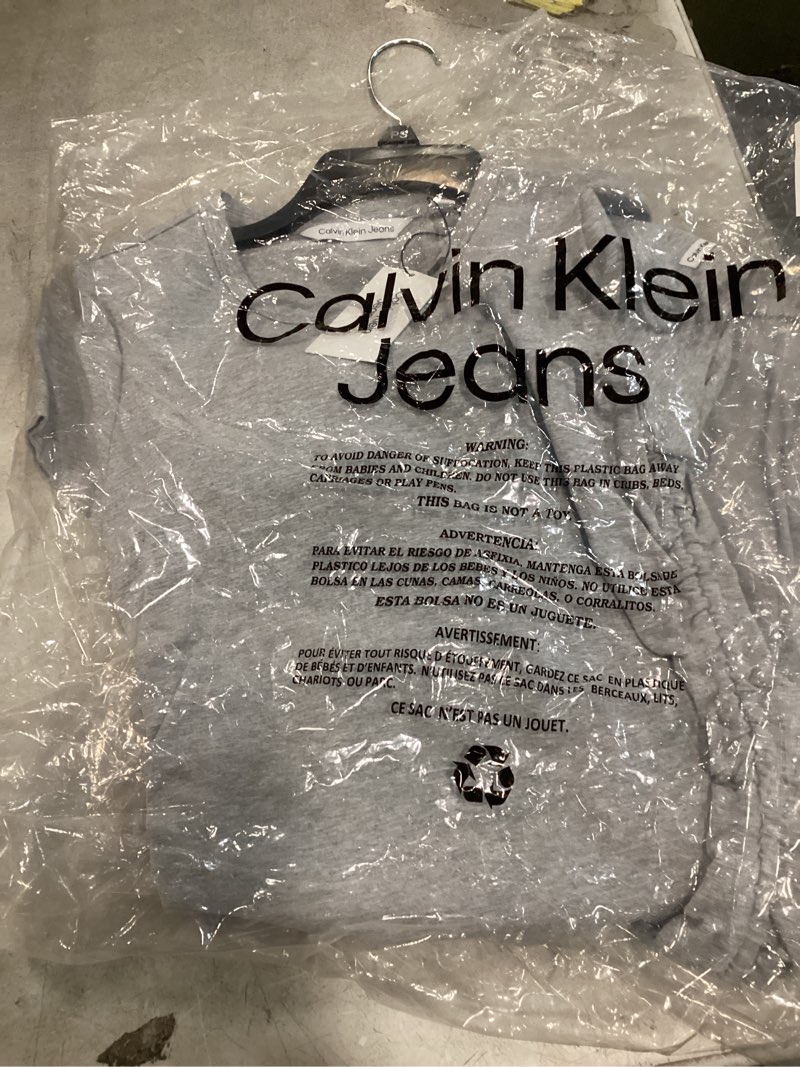 PS
Calvin Klein Jeans
Calvin Klein
Jeans
WARNING:
TO AVOID DANGER OF SUFFOCATION, KEEP THIS PLASTIC BAG AWAY
FROM BABIES AND CHILDREN. DO NOT USE THIS BAG IN CRIBS, BEDS,
CARRIAGES OR PLAY PENS.
THIS BAG IS NOT A TOY
ADVERTENCIA:
PARA EVITAR EL RIESGO DE ASFIXIA, MANTENGA ESTA BOLSA DE
PLASTICO LEJOS DE LOS BEBES Y LOS NIÑOS. NO UTILICE ESTA
BOLSA EN LAS CUNAS, CAMAS, CARREOLAS, O CORRALITOS.
ESTA BOLSA NO ES UN JUGUETE.
AVERTISSEMENT:
POUR ÉVITER TOUT RISQUE D'ÉTOUFFEMENT, GARDEZ CE SAC EN PLASTIQUE
DE BÉBÉS ET D'ENFANTS. N'UTILISEZ PAS LE SAC DANS LES BERCEAUX, LITS,
CHARIOTS OU PARC.
CE SAC N'EST PAS UN JOUET.